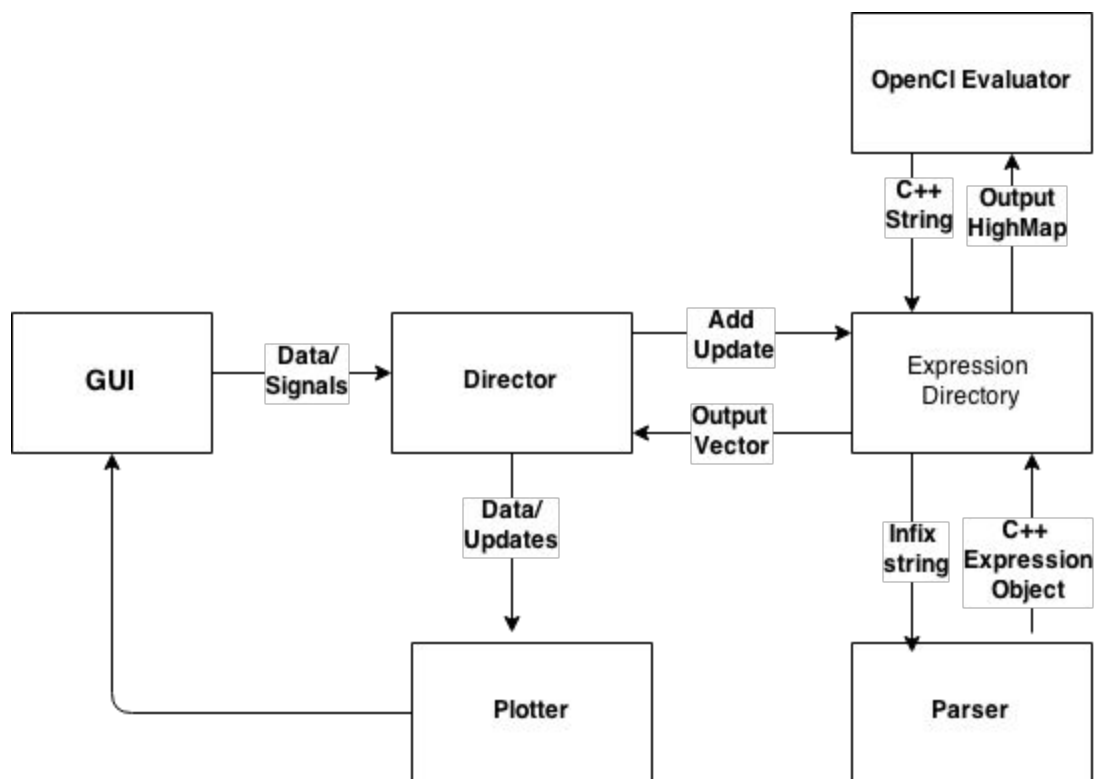 OpenCl Evaluator
C++
String
Output
HighMap
GUI
Data/
Signals
Director
Add
Update
Output
Vector
Expression
Directory
Data/
Updates
Infix
string
C++
Expression
Object
Plotter
Parser